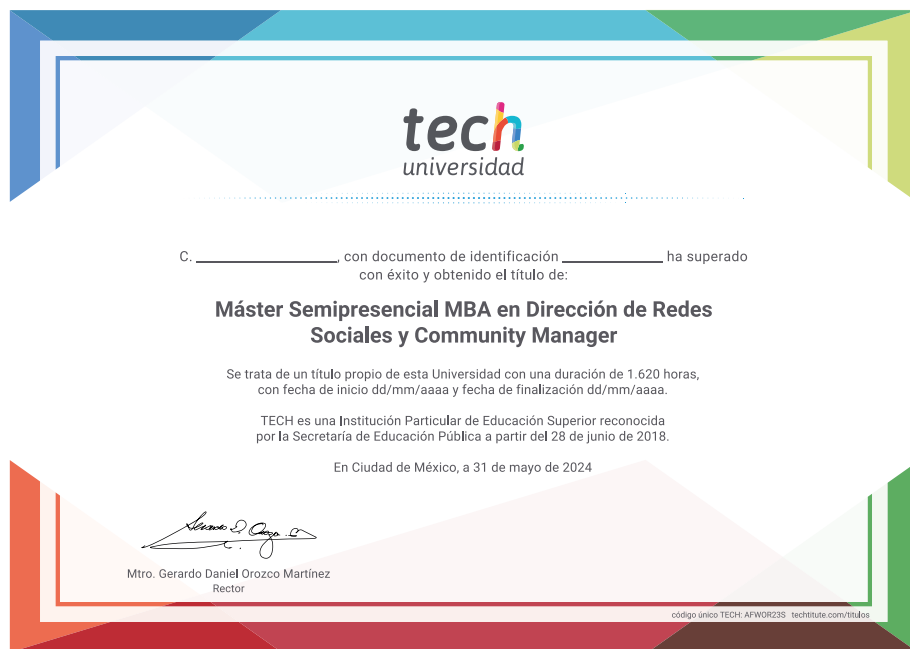 tech
universidad
C. ____________, con documento de identificación ____________ ha superado
con éxito y obtenido el título de:
Máster Semipresencial MBA en Dirección de Redes
Sociales y Community Manager
Se trata de un título propio de esta Universidad con una duración de 1.620 horas,
con fecha de inicio dd/mm/aaaa y fecha de finalización dd/mm/aaaa.
TECH es una Institución Particular de Educación Superior reconocida
por la Secretaría de Educación Pública a partir del 28 de junio de 2018.
En Ciudad de México, a 31 de mayo de 2024
Mtro. Gerardo Daniel Orozco Martínez
Rector
código único TECH: AFWOR23S techtitute.com/titulos